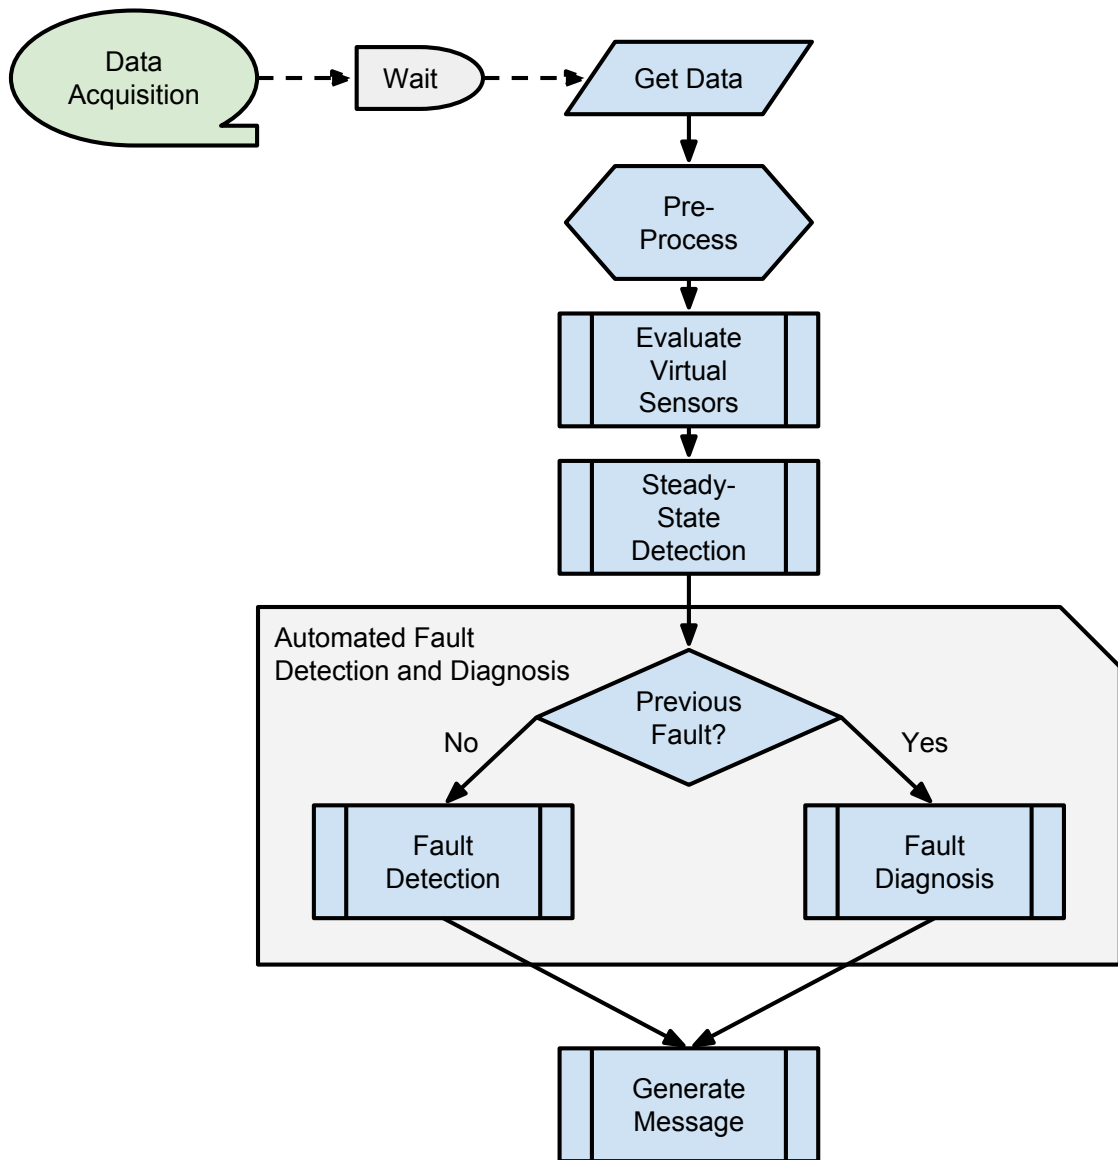 Data
Acquisition
Wait
Get Data
Pre-
Process
Evaluate
Virtual
Sensors
Steady-
State
Detection
Automated Fault
Detection and Diagnosis
Previous
Fault?
No
Yes
Fault
Detection
Fault
Diagnosis
Generate
Message